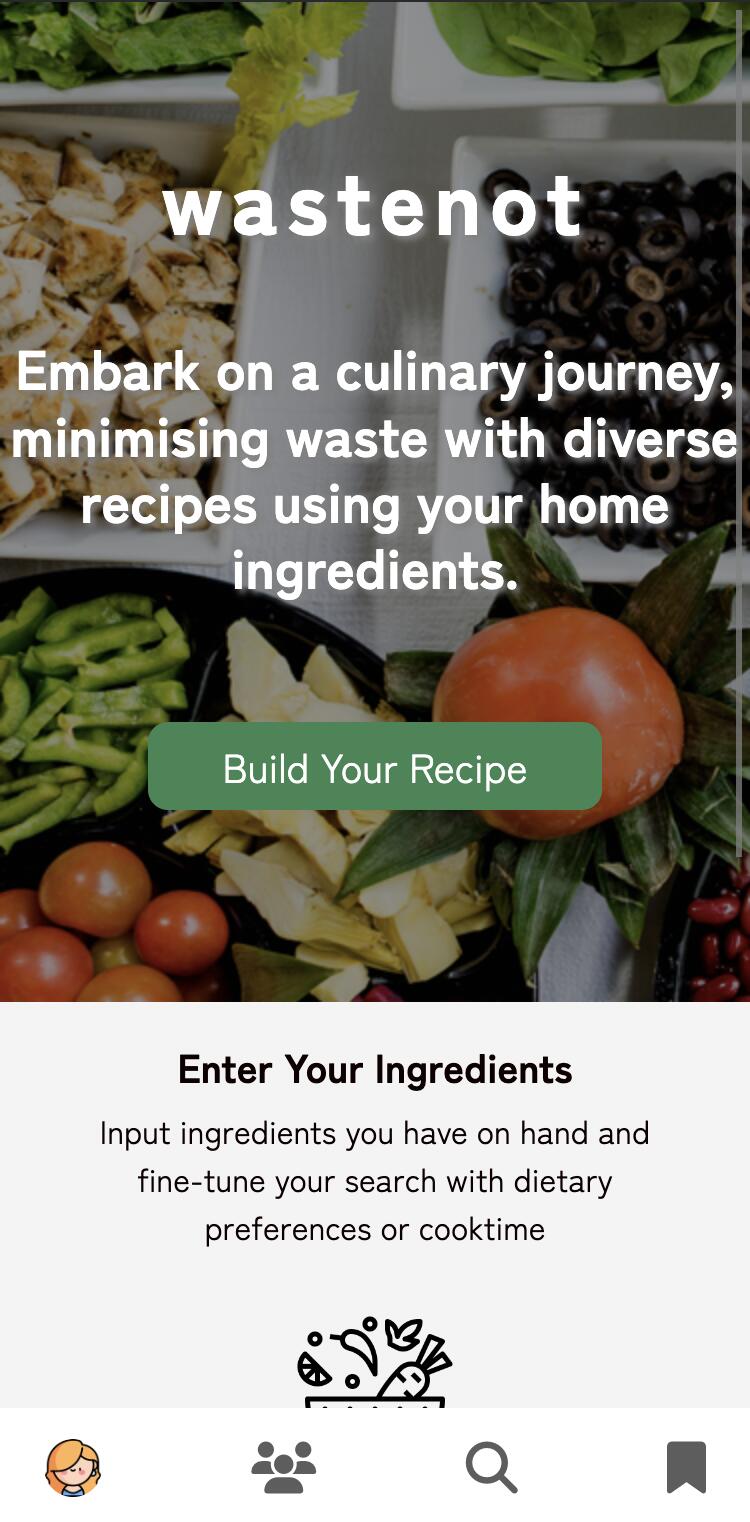 wastenot
Embark on a culinary journey,
minimising waste with diverse
recipes using your home
ingredients.
Build Your Recipe
Enter Your Ingredients
Input ingredients you have on hand and
fine-tune your search with dietary
preferences or cooktime